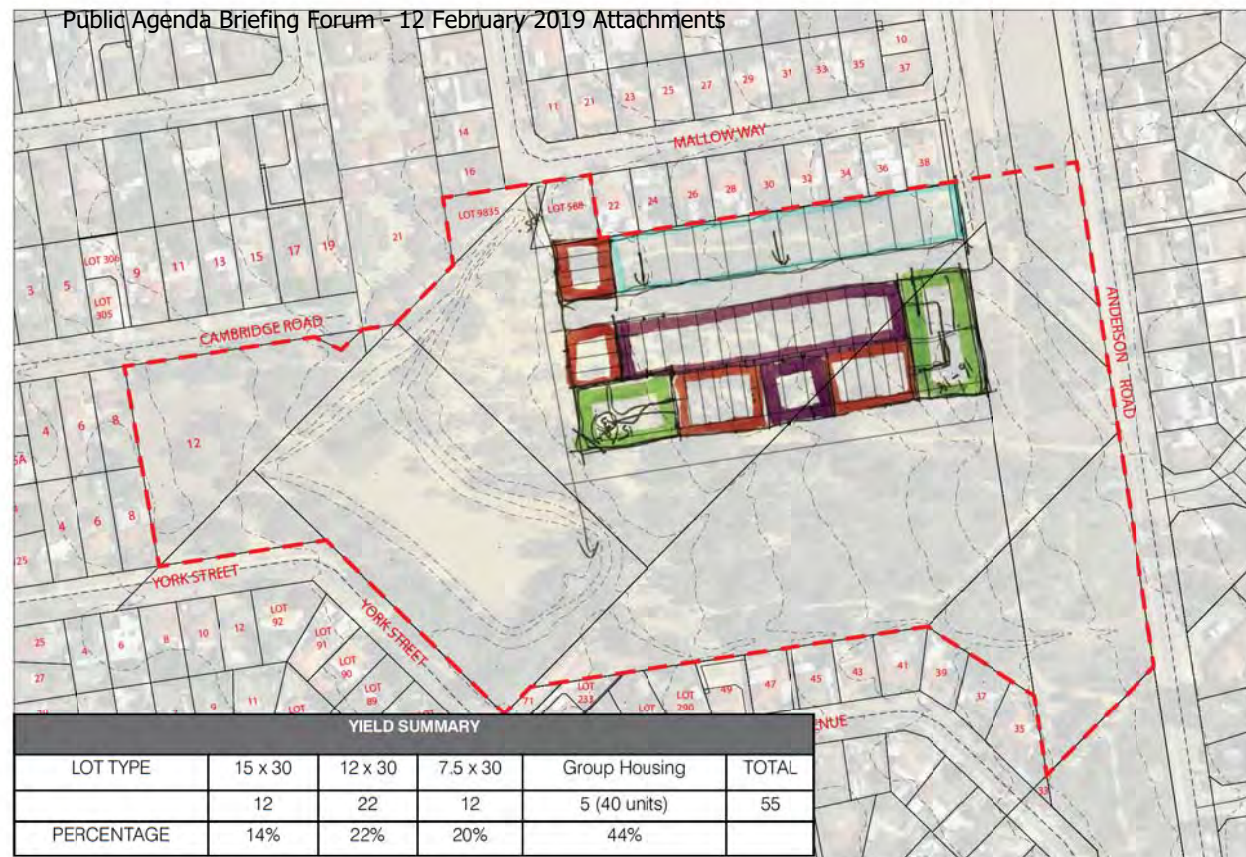 Public Agenda Briefing Forum - 12 February 2019 Attachments
10
11 21 23 25 27 29 31 33 35 37
14
MALLOW WAY
16
LOT 9835
LOT 588
22 24 26 28 30 32 34 36 38
21
3 5 LOT 306 9 11 13 15 17 19
LOT
305
CAMBRIDGE ROAD
ANDERSON ROAD
4 6 8
12
4 6 8
YORK STREET
YORK STREET
25 4 6 8 10 12 LOT
92
LOT
91
27
LOT
90
LOT
89
9 11
71
LOT
233
LOT
290
49 47 45 43 41 39
37
35
33
YIELD SUMMARY
LOT TYPE 15 x 30 12 x 30 7.5 x 30 Group Housing TOTAL
12 22 12 5 (40 units) 55
PERCENTAGE 14% 22% 20% 44%